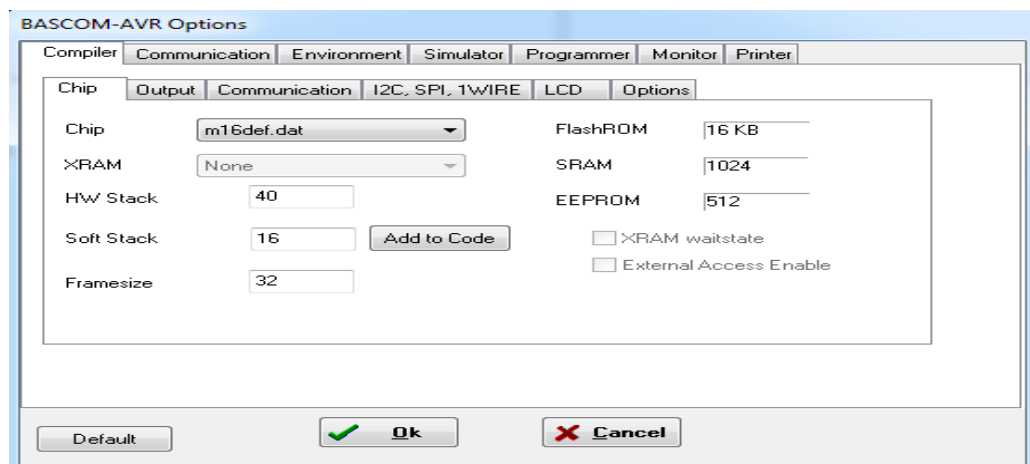 BASCOM-AVR Options
Compiler Communication Environment Simulator Programmer Monitor Printer
Chip Output Communication I2C, SPI, 1WIRE LCD Options
Chip m16def.dat FlashROM 16 KB
XRAM None SRAM 1024
HW Stack 40 EEPROM 512
Soft Stack 16 Add to Code XRAM waitstate
External Access Enable
Framesize 32
Default Ok Cancel